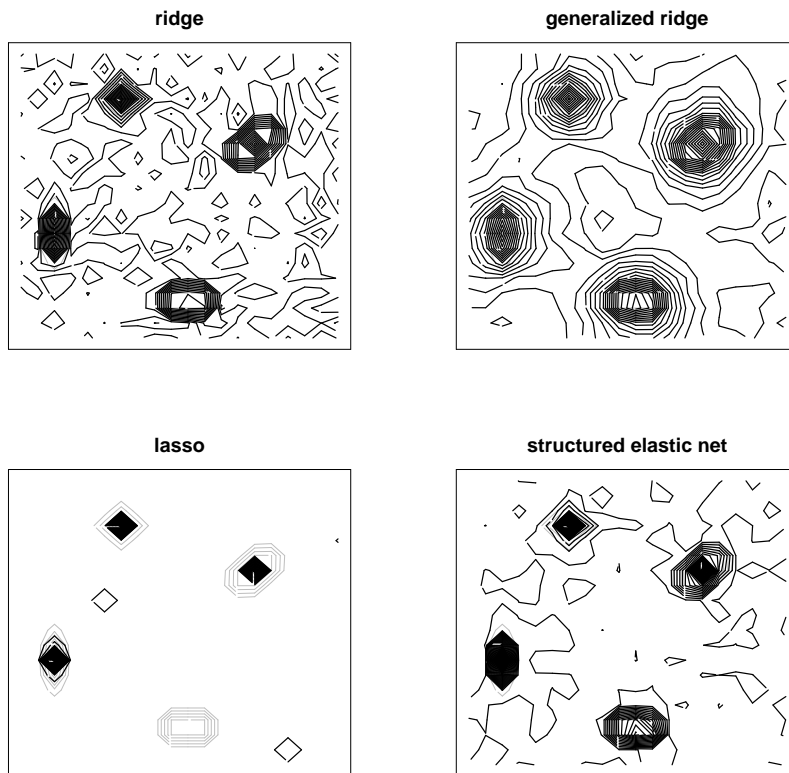 ridge
generalized ridge
lasso
structured elastic net